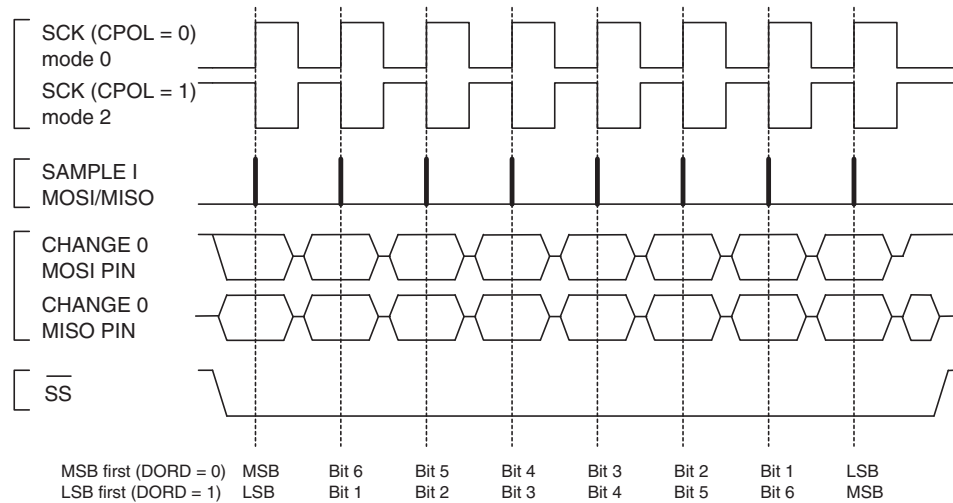 SCK (CPOL = 0)
mode 0
SCK (CPOL = 1)
mode 2
SAMPLE I
MOSI/MISO
CHANGE 0
MOSI PIN
CHANGE 0
MISO PIN
SS
MSB first (DORD = 0) MSB Bit 6 Bit 5 Bit 4 Bit 3 Bit 2 Bit 1 LSB
LSB first (DORD = 1) LSB Bit 1 Bit 2 Bit 3 Bit 4 Bit 5 Bit 6 MSB